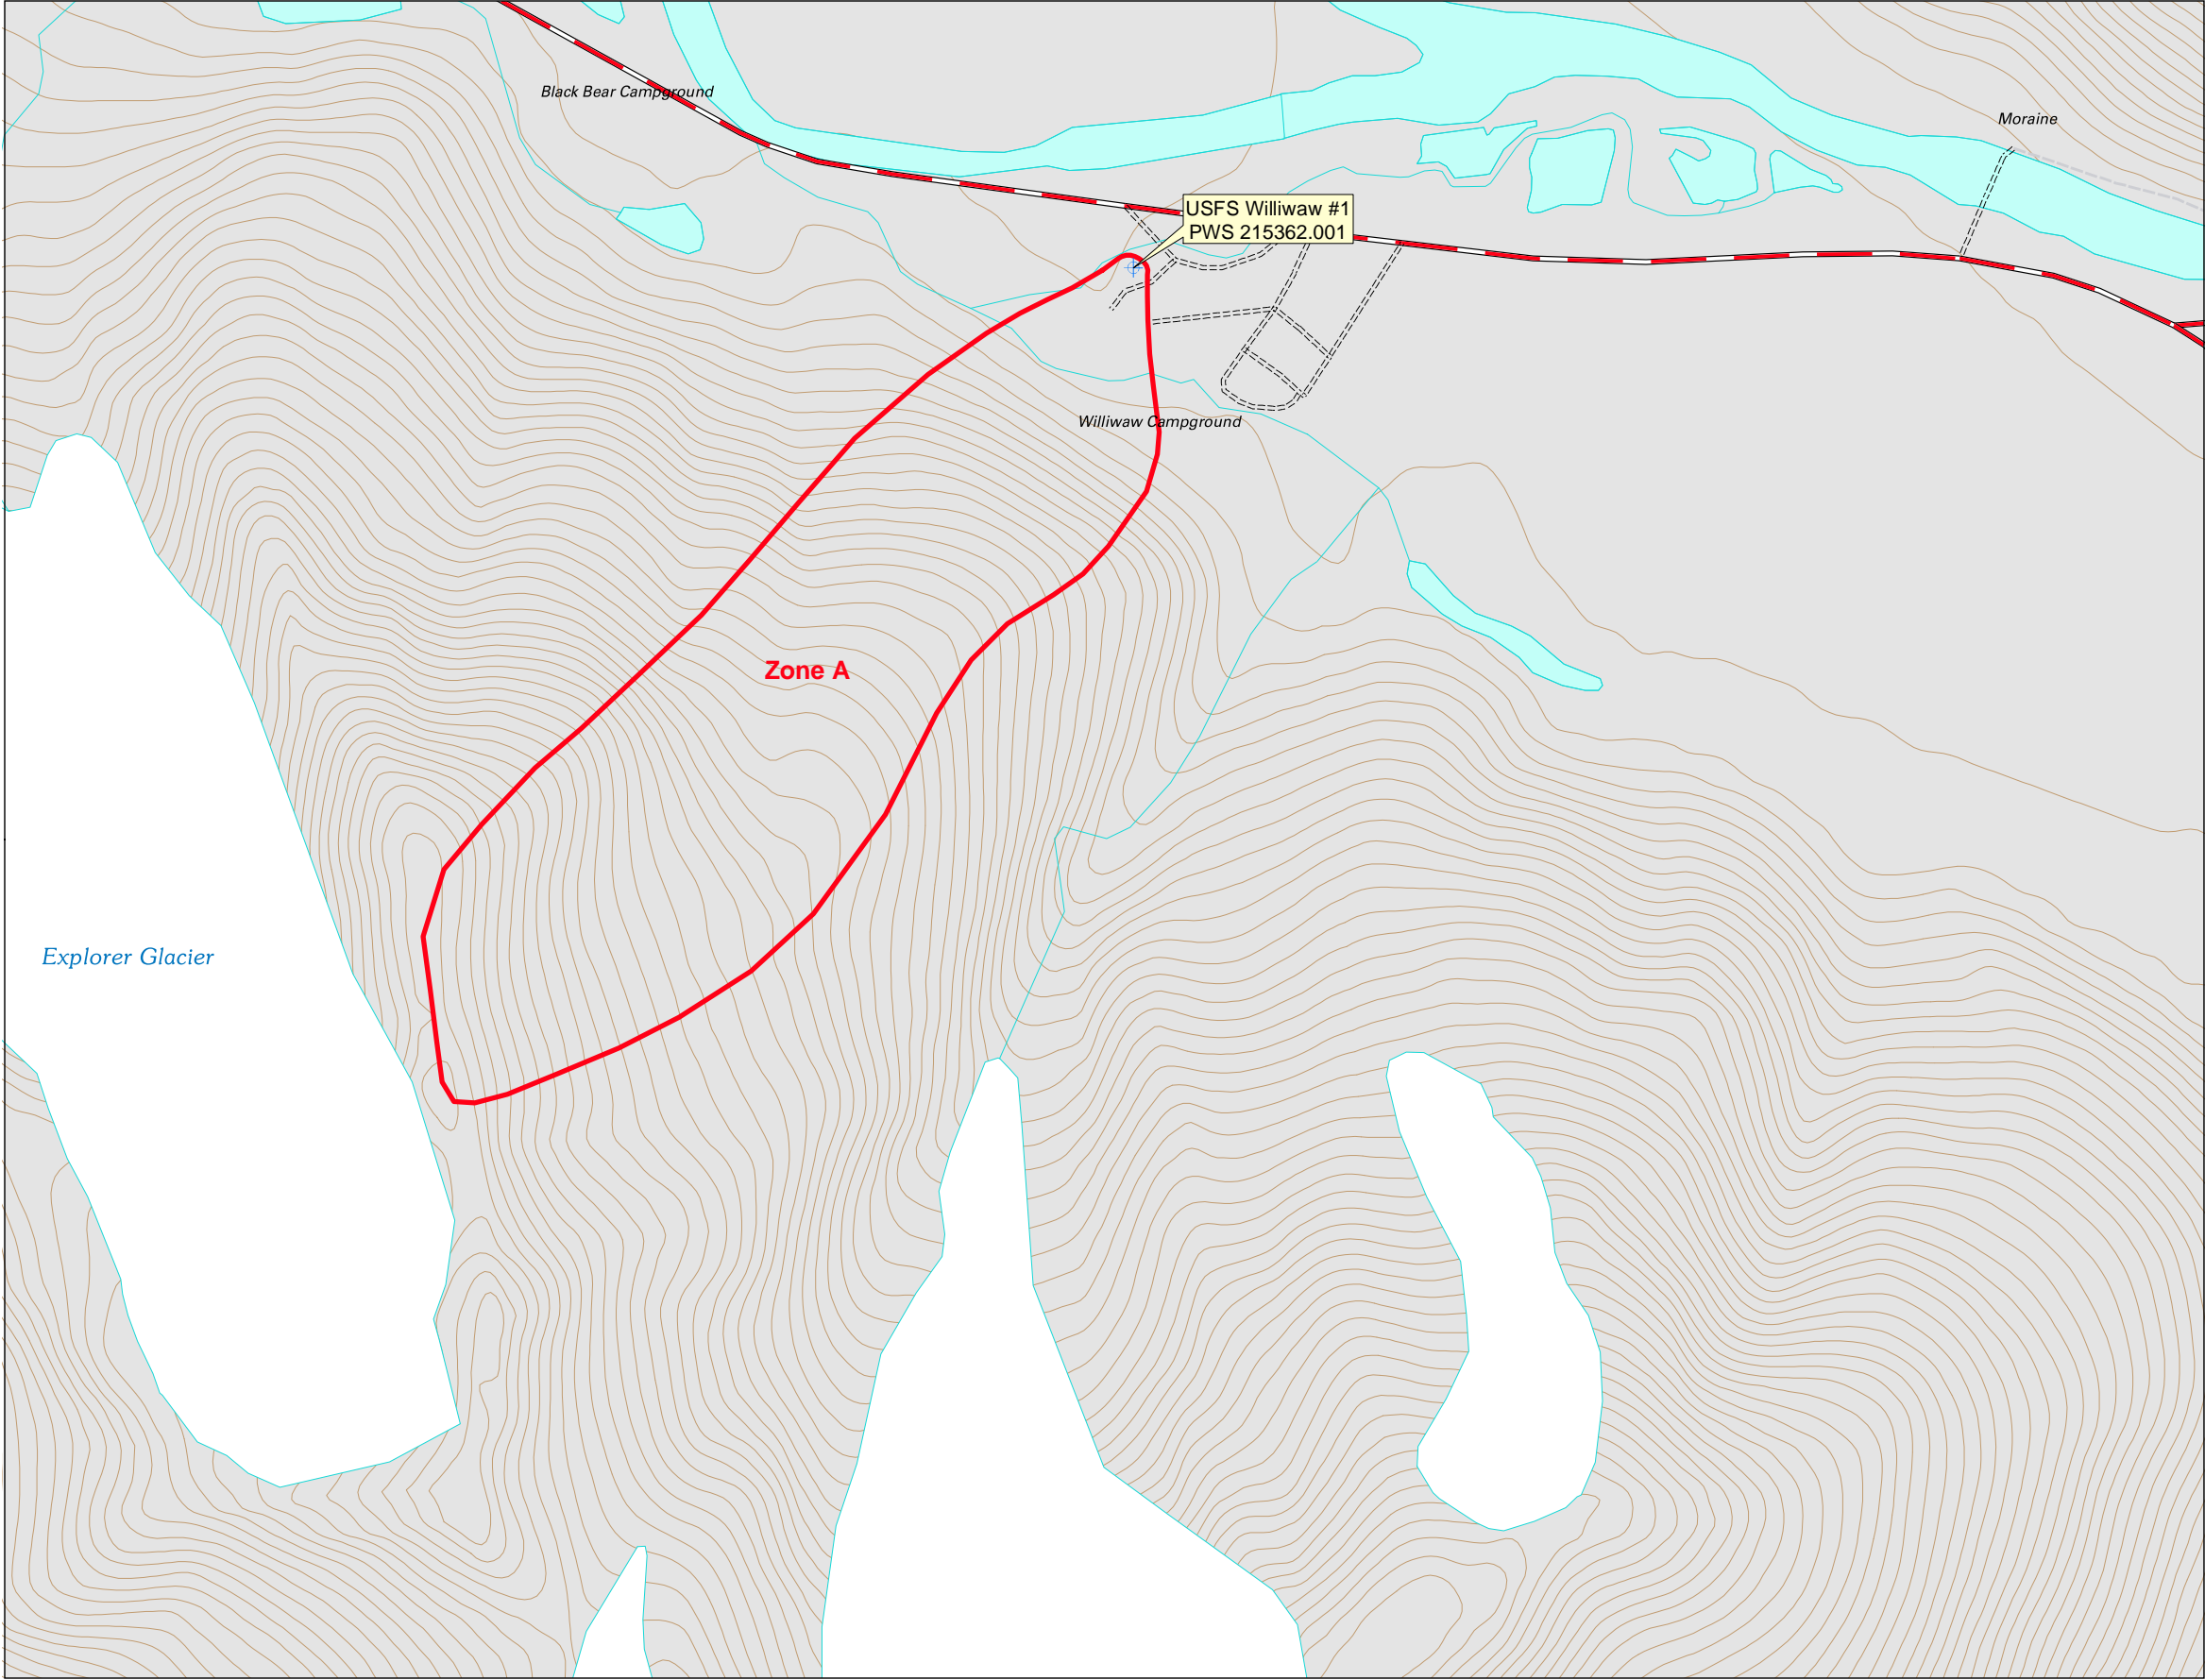 Black Bear Campground
Moraine
USFS Williwaw #1
PWS 215362.001
Williwaw Campground
Zone A
Explorer Glacier